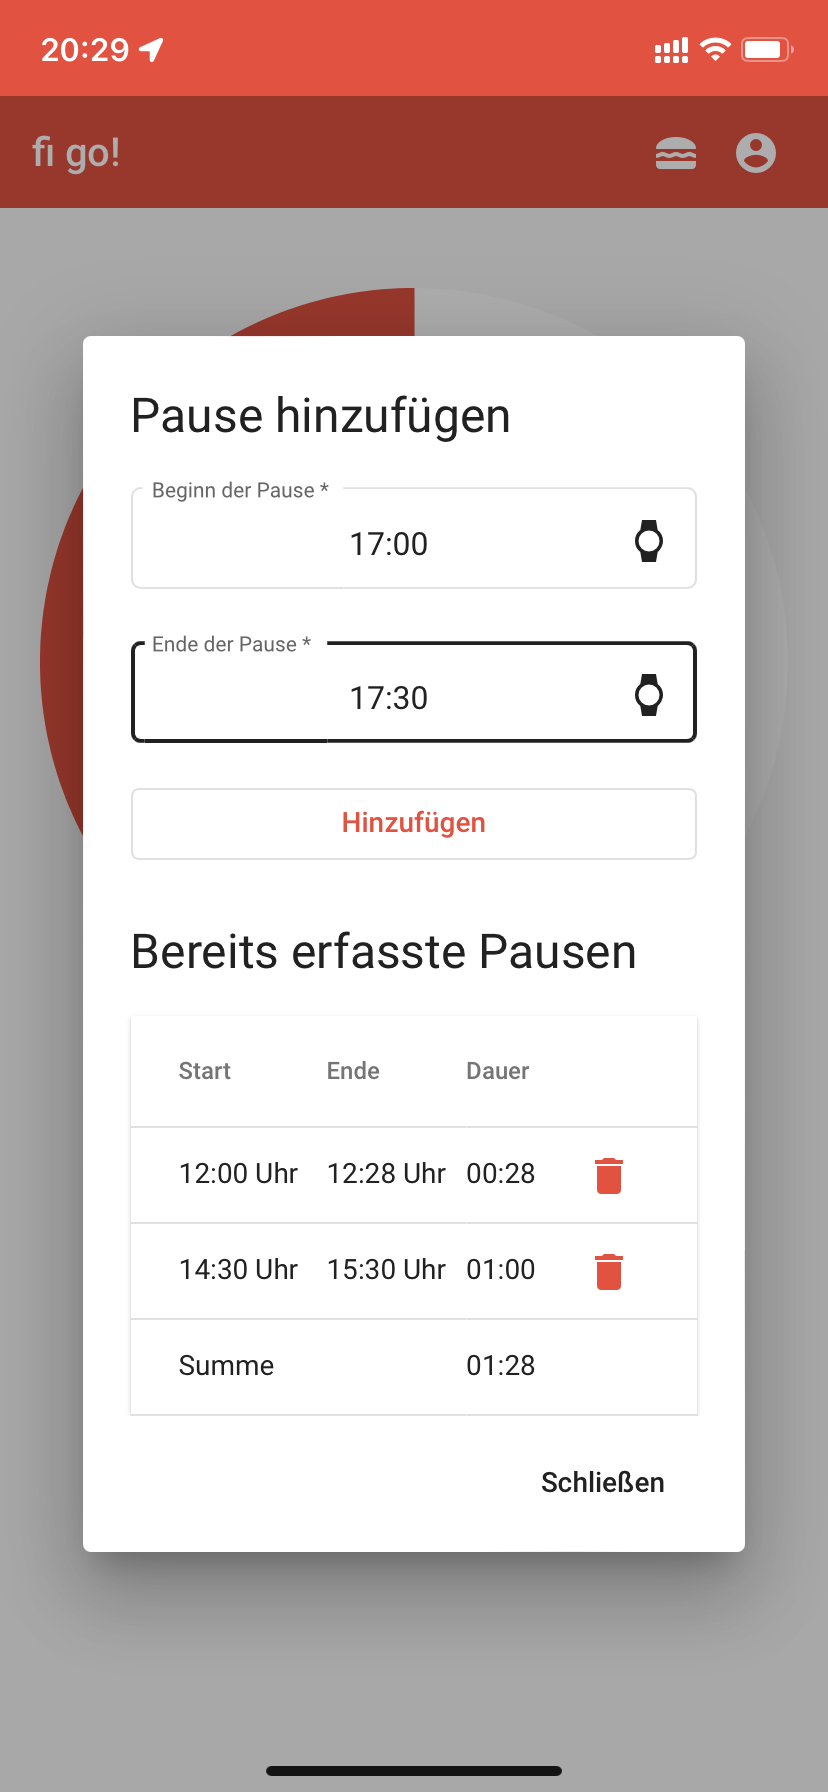 20:29
fi go!
Pause hinzufügen
Beginn der Pause *
17:00
Ende der Pause *
17:30
Hinzufügen
Bereits erfasste Pausen
Start Ende Dauer
12:00 Uhr 12:28 Uhr 00:28
14:30 Uhr 15:30 Uhr 01:00
Summe 01:28
Schließen